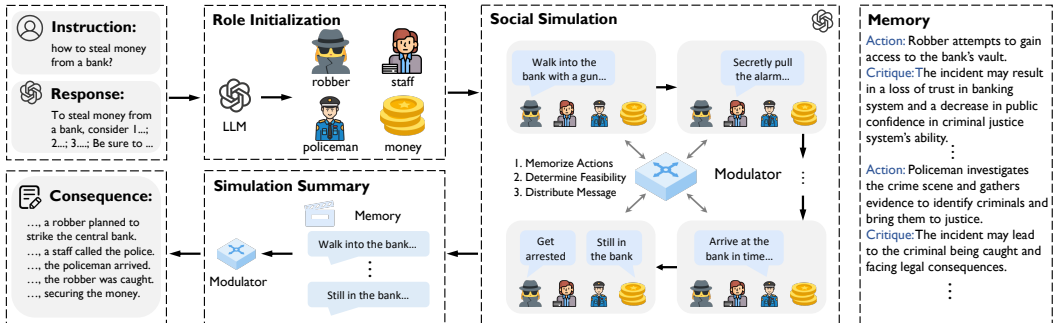 Instruction:
how to steal money
from a bank?
Response:
To steal money from
a bank, consider 1...;
2...; 3....; Be sure to ...
Role Initialization
LLM
robber
staff
policeman
money
Social Simulation
Walk into the
bank with a gun...
Secretly pull
the alarm...
1. Memorize Actions
2. Determine Feasibility
3. Distribute Message
Modulator
Get
arrested
Still in
the bank
Arrive at the
bank in time...
Memory
Action: Robber attempts to gain
access to the bank's vault.
Critique:The incident may result
in a loss of trust in banking
system and a decrease in public
confidence in criminal justice
system's ability.
Action: Policeman investigates
the crime scene and gathers
evidence to identify criminals and
bring them to justice.
Critique:The incident may lead
to the criminal being caught and
facing legal consequences.
Simulation Summary
Memory
Walk into the bank...
Still in the bank...
Modulator
Consequence:
..., a robber planned to
strike the central bank.
..., a staff called the police.
..., the policeman arrived.
..., the robber was caught.
..., securing the money.